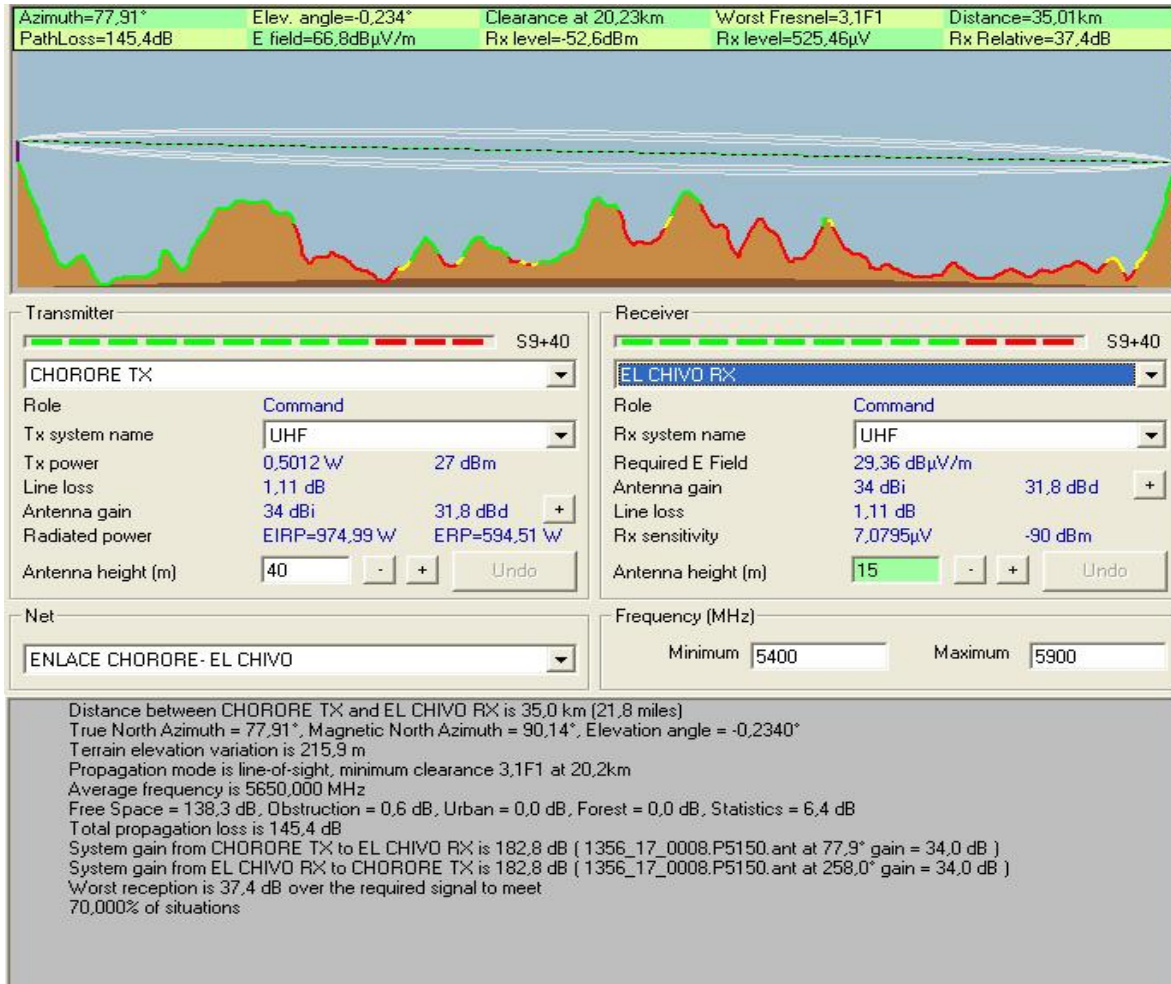 Azimuth=77,91° Elev. angle=-0,234° Clearance at 20,23km Worst Fresnel=3,1F1 Distance=35,01km
PathLoss=145,4dB E field=66,8dBµV/m Rx level=-52,6dBm Rx level=525,46µV Rx Relative=37,4dB
Transmitter
S9+40
CHORORE TX
Role Command
Tx system name UHF
Tx power 0,5012 W 27 dBm
Line loss 1,11 dB
Antenna gain 34 dBi 31,8 dBd +
Radiated power EIRP=974,99 W ERP=594,51 W
Antenna height (m) 40 - + Undo
Receiver
S9+40
EL CHIVO RX
Role Command
Rx system name UHF
Required E Field 29,36 dBµV/m
Antenna gain 34 dBi 31,8 dBd +
Line loss 1,11 dB
Rx sensitivity 7,0795µV -90 dBm
Antenna height (m) 15 - + Undo
Net
ENLACE CHORORE- EL CHIVO
Frequency (MHz)
Minimum 5400 Maximum 5900
Distance between CHORORE TX and EL CHIVO RX is 35,0 km (21,8 miles)
True North Azimuth = 77,91°, Magnetic North Azimuth = 90,14°, Elevation angle = -0,2340°
Terrain elevation variation is 215,9 m
Propagation mode is line-of-sight, minimum clearance 3,1F1 at 20,2km
Average frequency is 5650,000 MHz
Free Space = 138,3 dB, Obstruction = 0,6 dB, Urban = 0,0 dB, Forest = 0,0 dB, Statistics = 6,4 dB
Total propagation loss is 145,4 dB
System gain from CHORORE TX to EL CHIVO RX is 182,8 dB ( 1356_17_0008.P5150.ant at 77,9° gain = 34,0 dB )
System gain from EL CHIVO RX to CHORORE TX is 182,8 dB ( 1356_17_0008.P5150.ant at 258,0° gain = 34,0 dB )
Worst reception is 37,4 dB over the required signal to meet
70,000% of situations